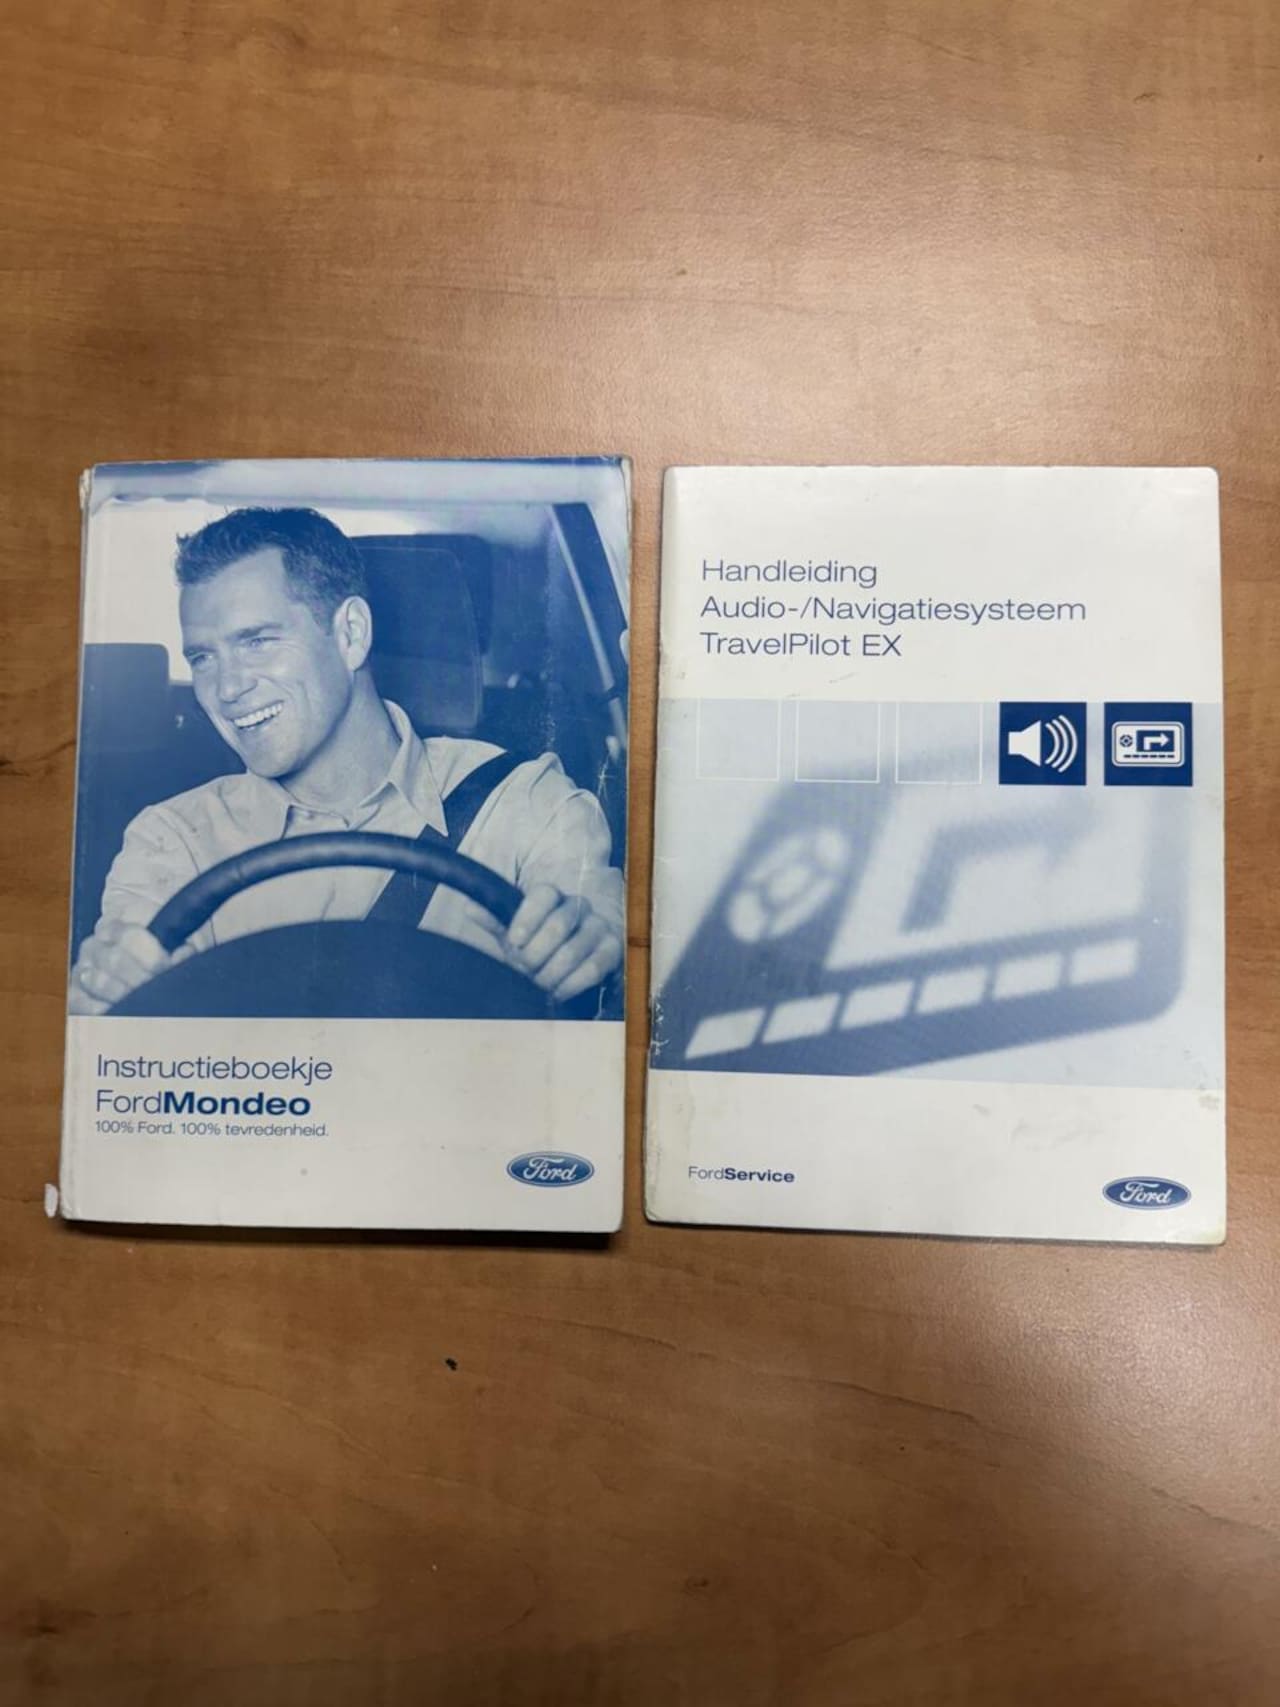 Instructieboekje
FordMondeo
100% Ford. 100% tevredenheid.
Ford
Handleiding
Audio-/Navigatiesysteem
TravelPilot EX
FordService
Ford